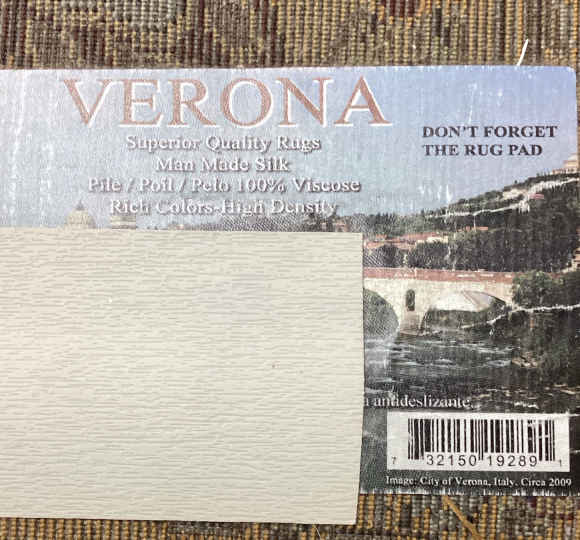 VERONA
Superior Quality Rugs
Man Made Silk
Pile / Poil / Pelo 100% Viscose
Rich Colors-High Density
DON'T FORGET
THE RUG PAD
antideslizante.
7 32150 19289 1
Image: City of Verona, Italy, Circa 2009